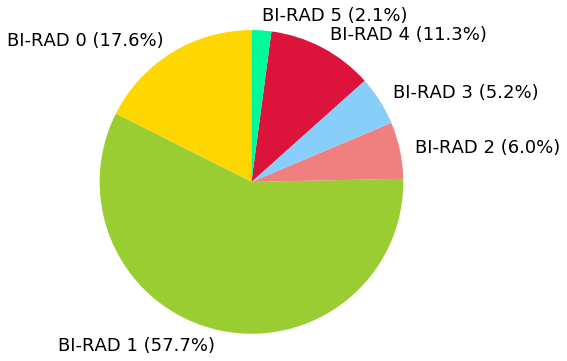 BI-RAD 5 (2.1%)
BI-RAD 4 (11.3%)
BI-RAD 0 (17.6%)
BI-RAD 3 (5.2%)
BI-RAD 2 (6.0%)
BI-RAD 1 (57.7%)